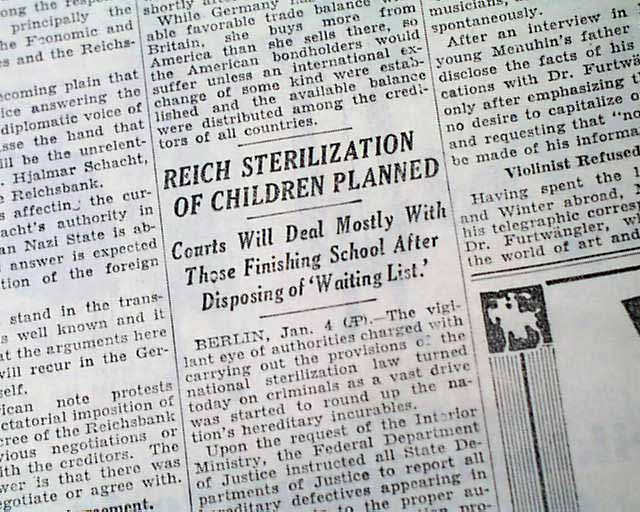 ong the resp
principally the
he Economic and
es and the Reichs-
coming plain that
ice answering the
diplomatic voice of
sse the hand that
ll be the unrelent-
. Hjalmar Schacht,
e Reichsbank.
s affecting the cur-
acht's authority in
an Nazi State is ab-
answer is expected
tion of the foreign
stand in the trans-
s well known and it
at the arguments here
will recur in the Ger-
self.
ican note protests
ctatorial imposition of
cree of the Reichsbank
vious negotiations or
ith the creditors. The
wer is that there was
egotiate or agree with.
shortly after
While Germany has
able favorable trade balance
Britain, she buys more from
America than she sells there, so
the American bondholders would
suffer unless an international ex-
change of some kind were estab-
lished and the available balance
were distributed among the credi-
tors of all countries.
REICH STERILIZATION
OF CHILDREN PLANNED
Courts Will Deal Mostly With
Those Finishing School After
Disposing of 'Waiting List.'
BERLIN, Jan. 4 (AP).—The vigi-
lant eye of authorities charged with
carrying out the provisions of the
national sterilization law turned
today on criminals as a vast drive
was started to round up the na-
tion's hereditary incurables.
Upon the request of the Interior
Ministry, the Federal Department
of Justice instructed all State De-
partments of Justice to report all
hereditary defectives appearing in
to the proper au-
musicians,
spontaneously.
After an interview in
young Menuhin's father
disclose the facts of his
cations with Dr. Furtwä
only after emphasizing t
no desire to capitalize o
and requesting that "no
be made of his informa
Violinist Refused
Having spent the
and Winter abroad,
his telegraphic corres
Dr. Furtwängler, w
the world of art and